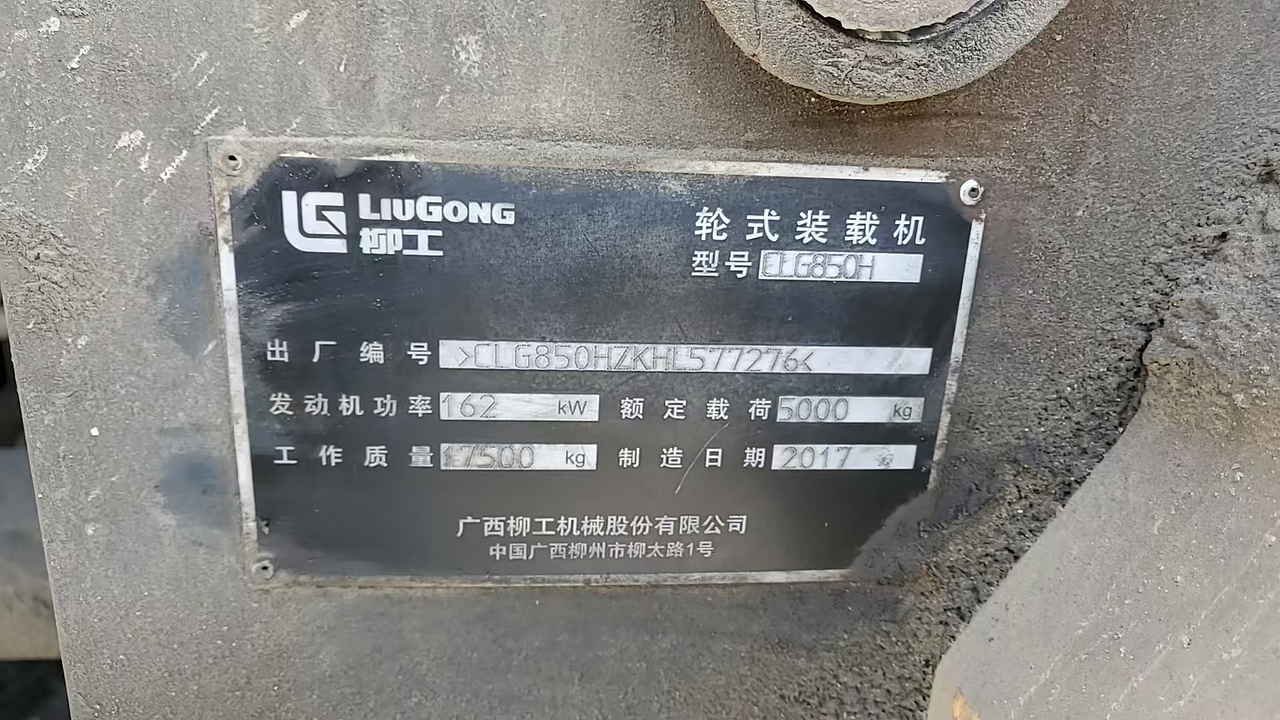 LG LIUGONG
柳工
轮式装载机
型号 CLG850H
出厂编号 >CLG850HZKHL577276<
发动机功率 162 kW 额定载荷 5000 kg
工作质量 17500 kg 制造日期 2017
广西柳工机械股份有限公司
中国广西柳州市柳太路1号